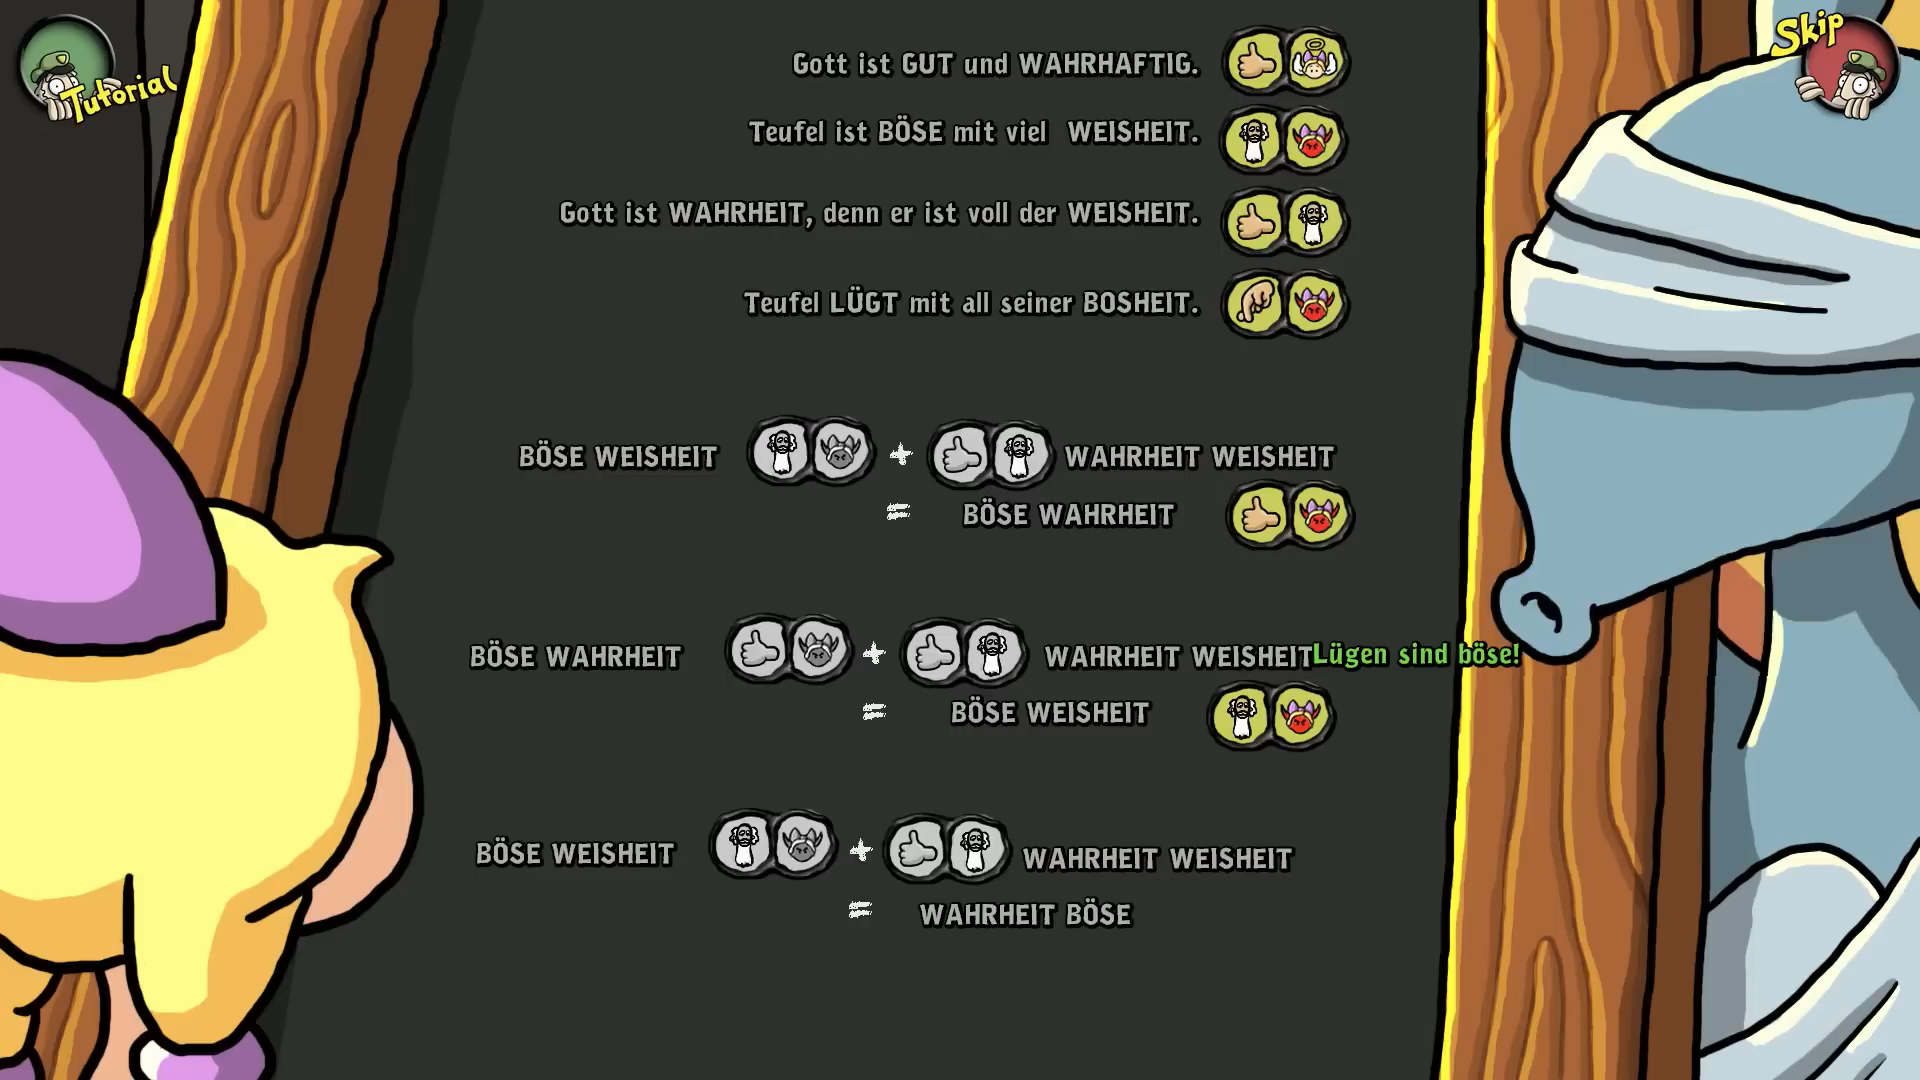 Tutorial
Skip
Gott ist GUT und WAHRHAFTIG.
Teufel ist BÖSE mit viel WEISHEIT.
Gott ist WAHRHEIT, denn er ist voll der WEISHEIT.
Teufel LÜGT mit all seiner BOSHEIT.
BÖSE WEISHEIT + WAHRHEIT WEISHEIT
= BÖSE WAHRHEIT
BÖSE WAHRHEIT + WAHRHEIT WEISHEIT Lügen sind böse!
= BÖSE WEISHEIT
BÖSE WEISHEIT + WAHRHEIT WEISHEIT
= WAHRHEIT BÖSE